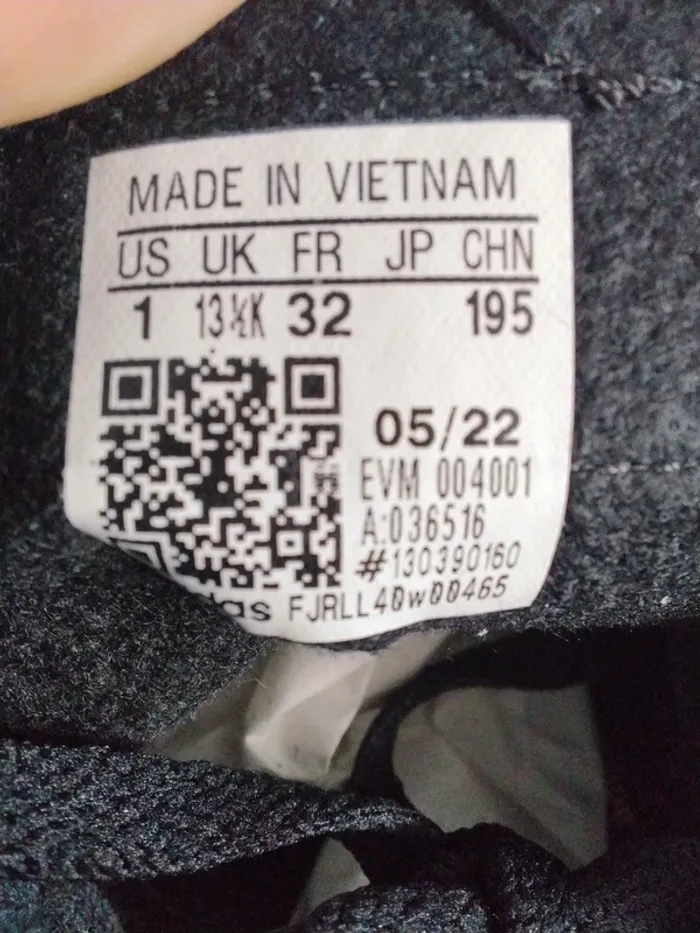 MADE IN VIETNAM
US UK FR JP CHN
1 13½K 32 195
05/22
EVM 004001
A:036516
#130390160
FJRLL40w00465